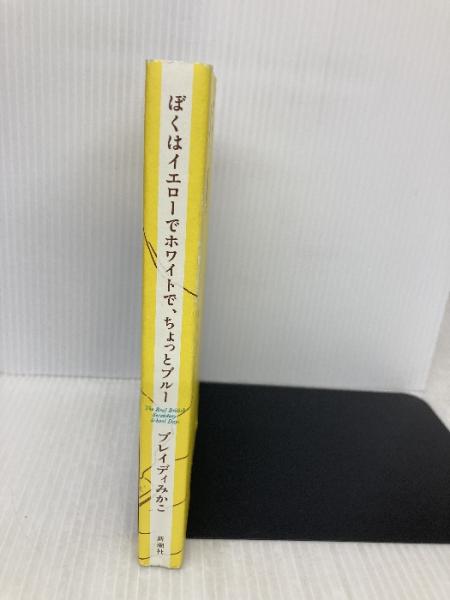 ぼくはイエローでホワイトで、ちょっとブルー
The Real British
Secondary
School Days
ブレイディみかこ
新潮社